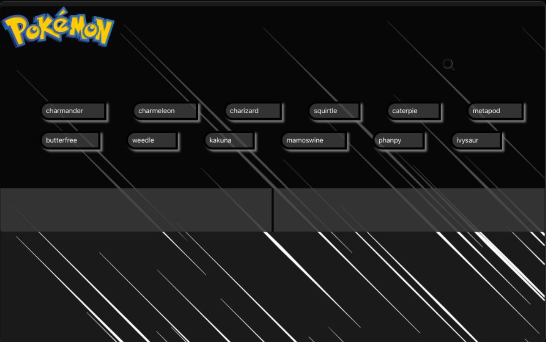 POKéMON
charmander charmeleon charizard squirtle caterpie metapod
butterfree weedle kakuna mamoswine phanpy ivysaur